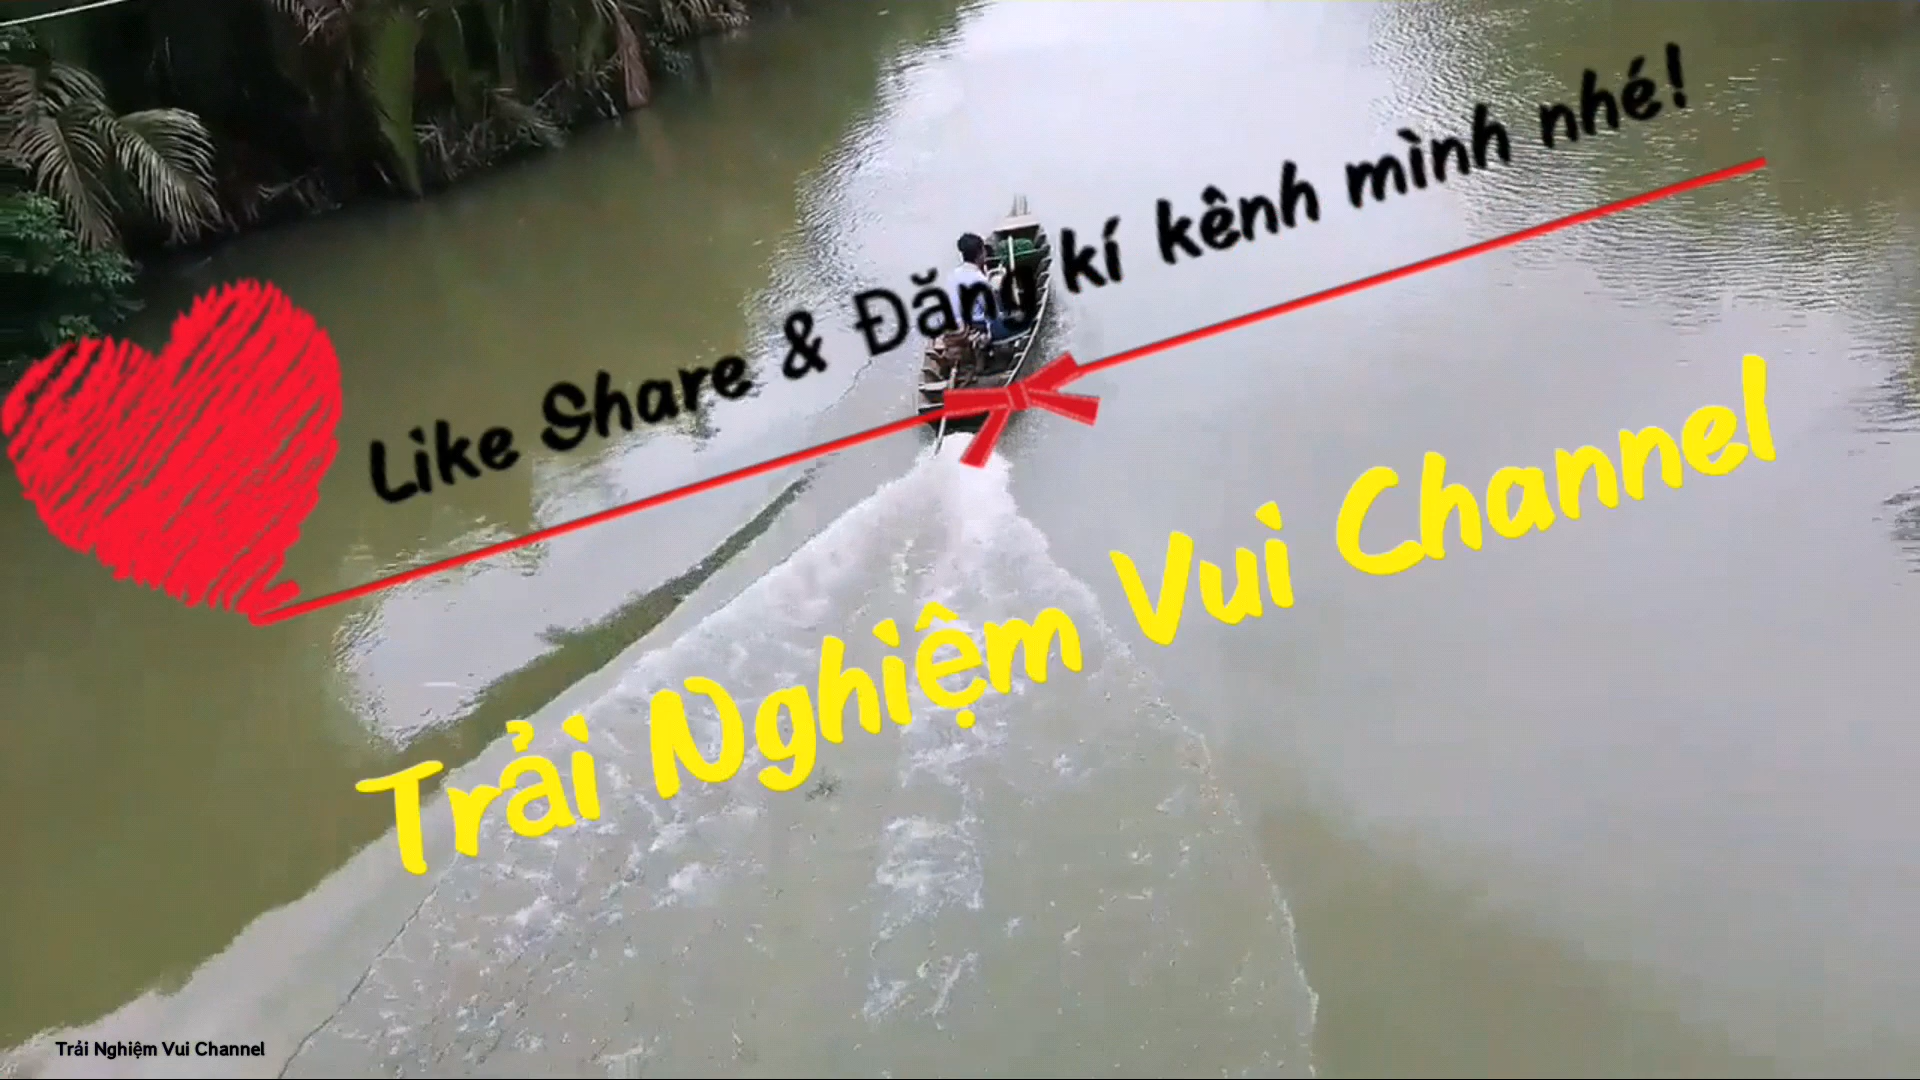 Like Share & Đăng kí kênh mình nhé!
Trải Nghiệm Vui Channel
Trải Nghiệm Vui Channel